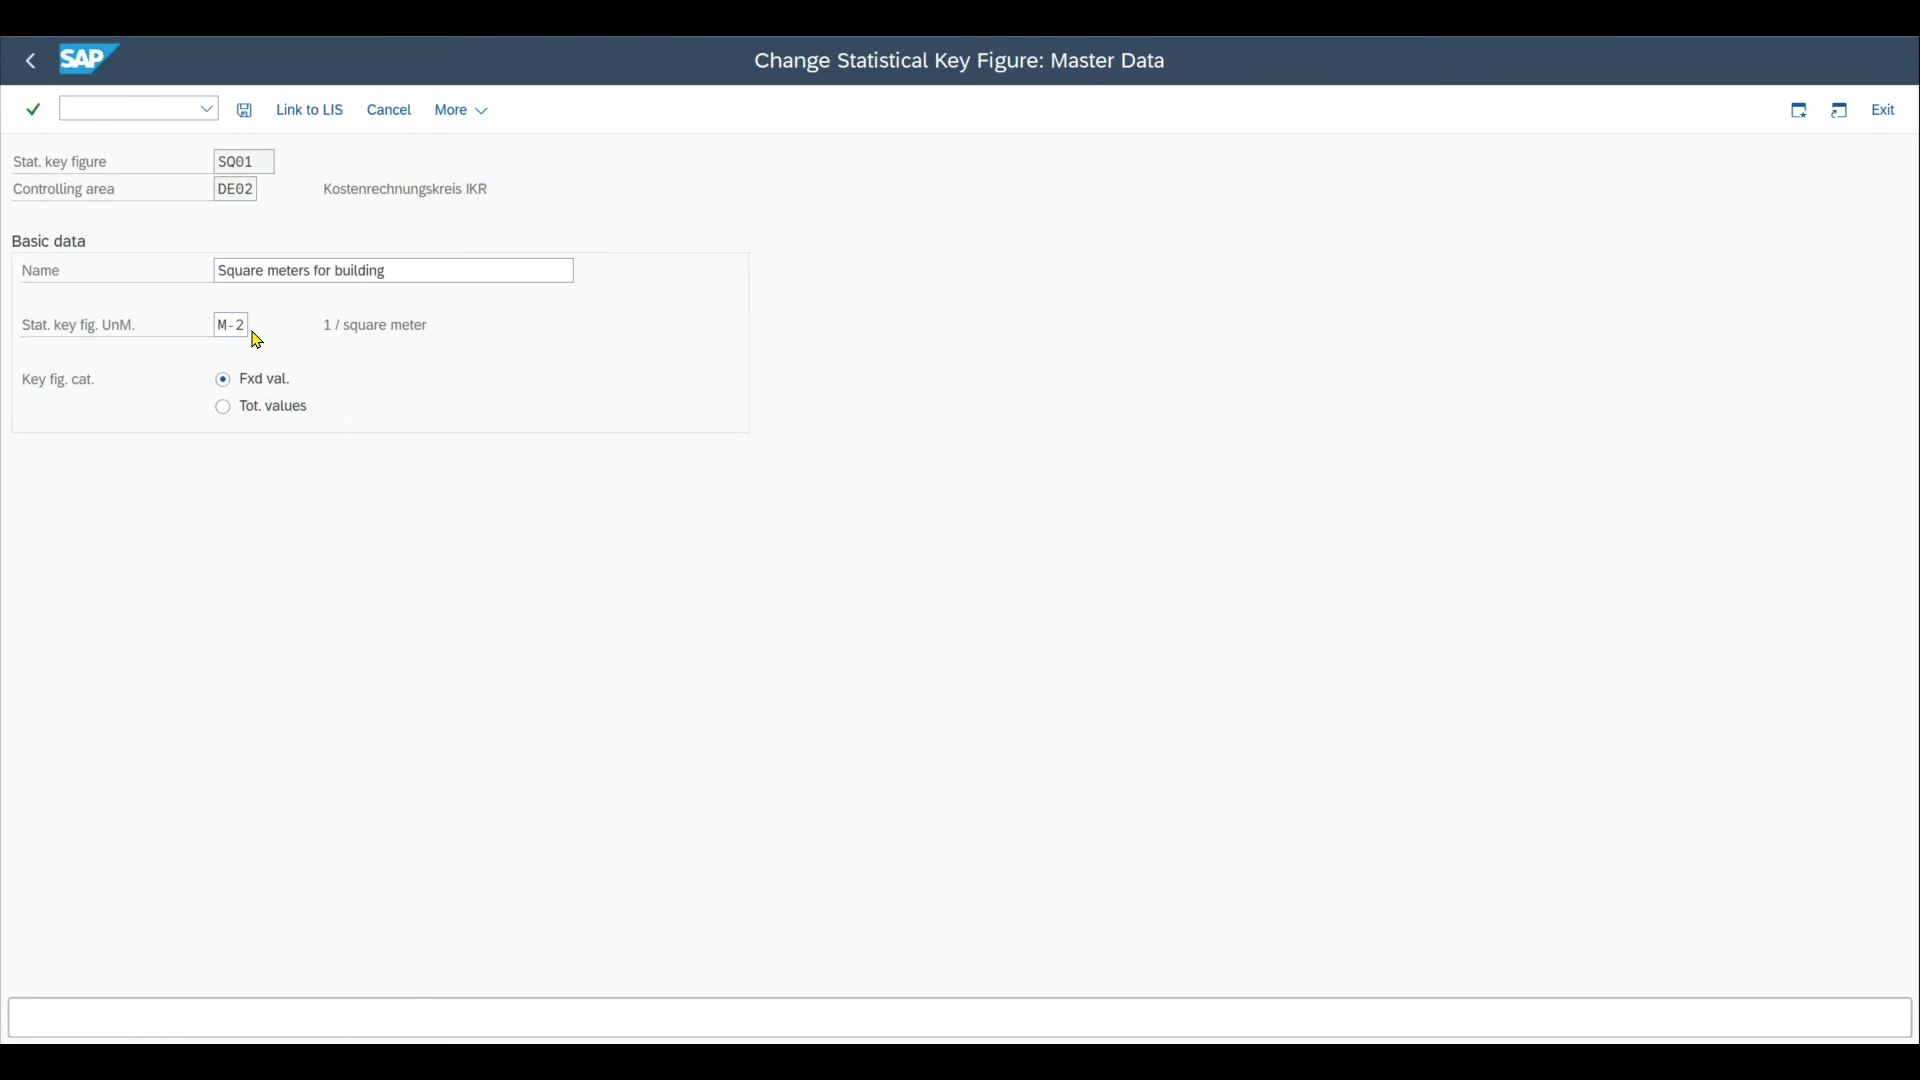 SAP
Change Statistical Key Figure: Master Data
Link to LIS Cancel More Exit
Stat. key figure SQ01
Controlling area DE02 Kostenrechnungskreis IKR
Basic data
Name Square meters for building
Stat. key fig. UnM. M-2 1 / square meter
Key fig. cat. Fxd val.
Tot. values